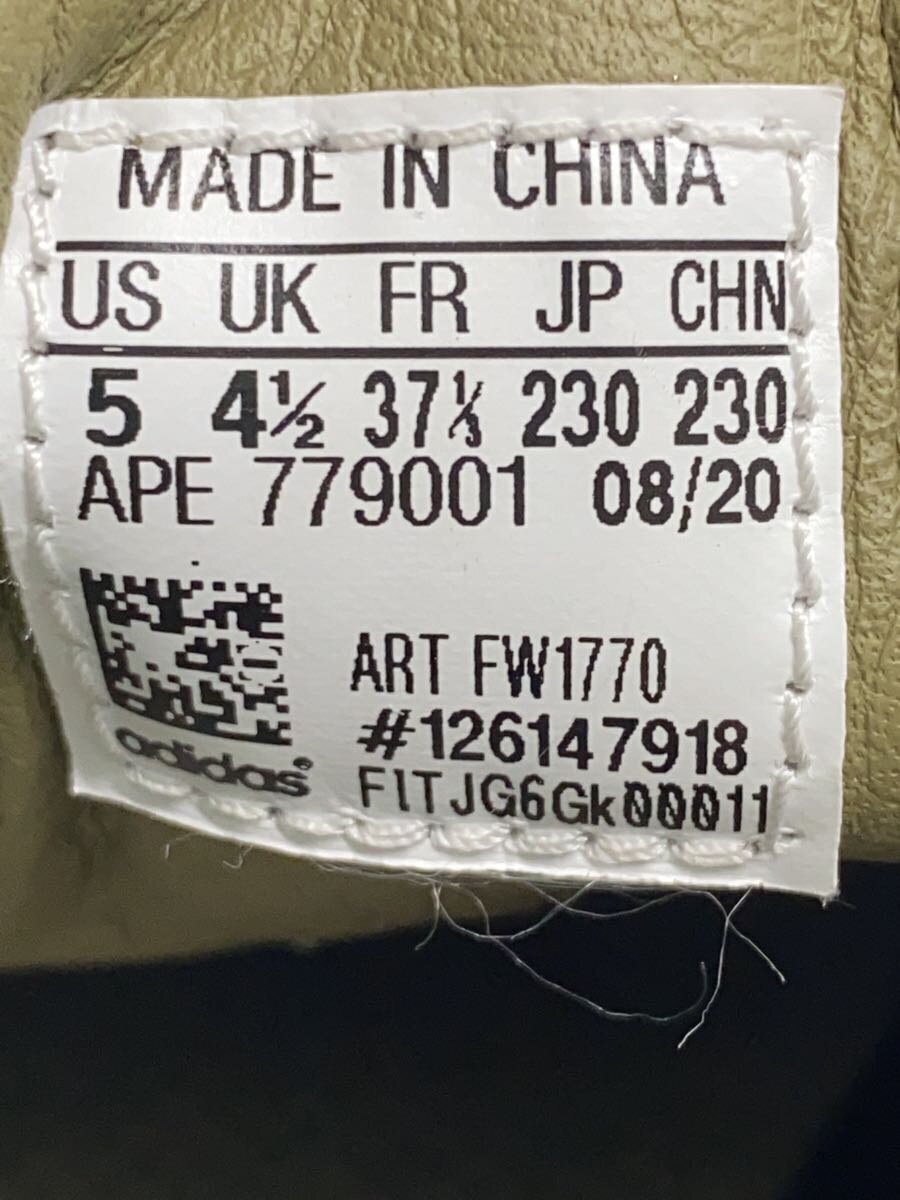 MADE IN CHINA
US UK FR JP CHN
5 4½ 37⅓ 230 230
APE 779001 08/20
ART FW1770
#126147918
adidas®
FITJG6Gk00011